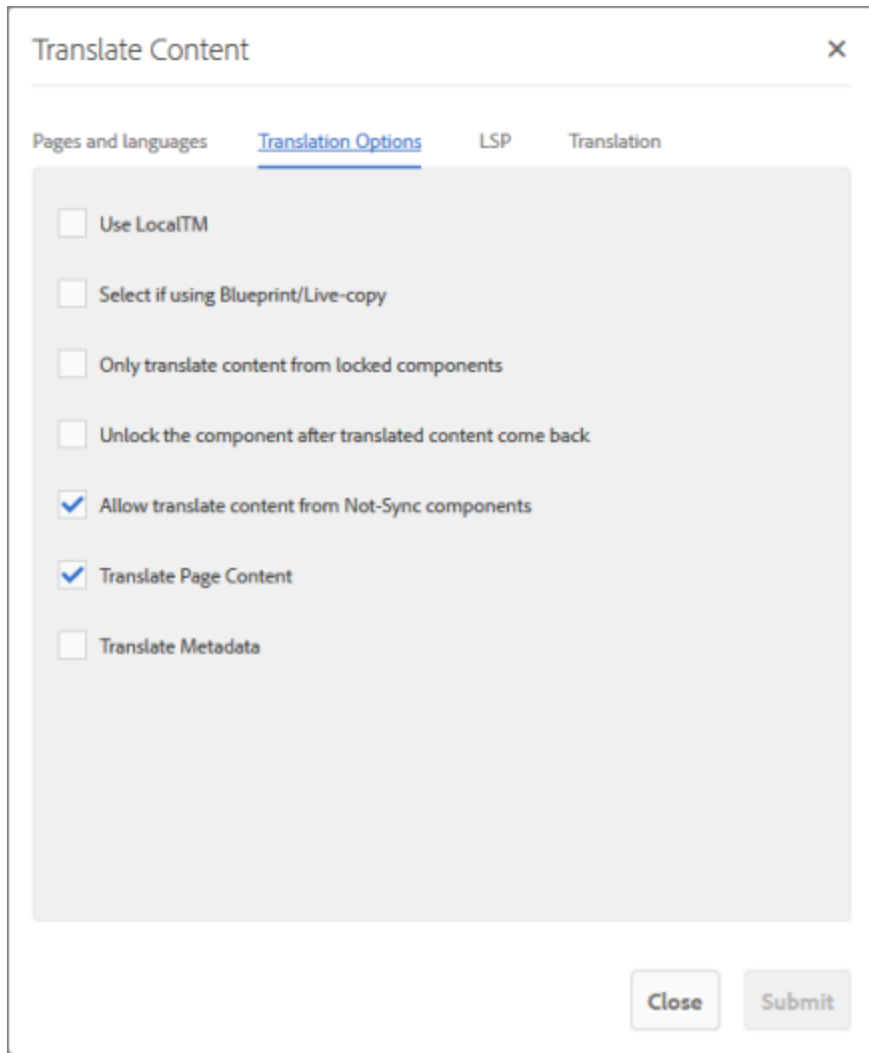 Translate Content
Pages and languages Translation Options LSP Translation
Use LocalTM
Select if using Blueprint/Live-copy
Only translate content from locked components
Unlock the component after translated content come back
Allow translate content from Not-Sync components
Translate Page Content
Translate Metadata
Close Submit